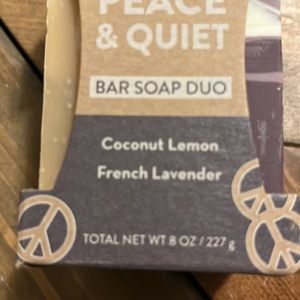 PEACE
& QUIET
BAR SOAP DUO
Coconut Lemon
French Lavender
TOTAL NET WT 8 OZ / 227 g